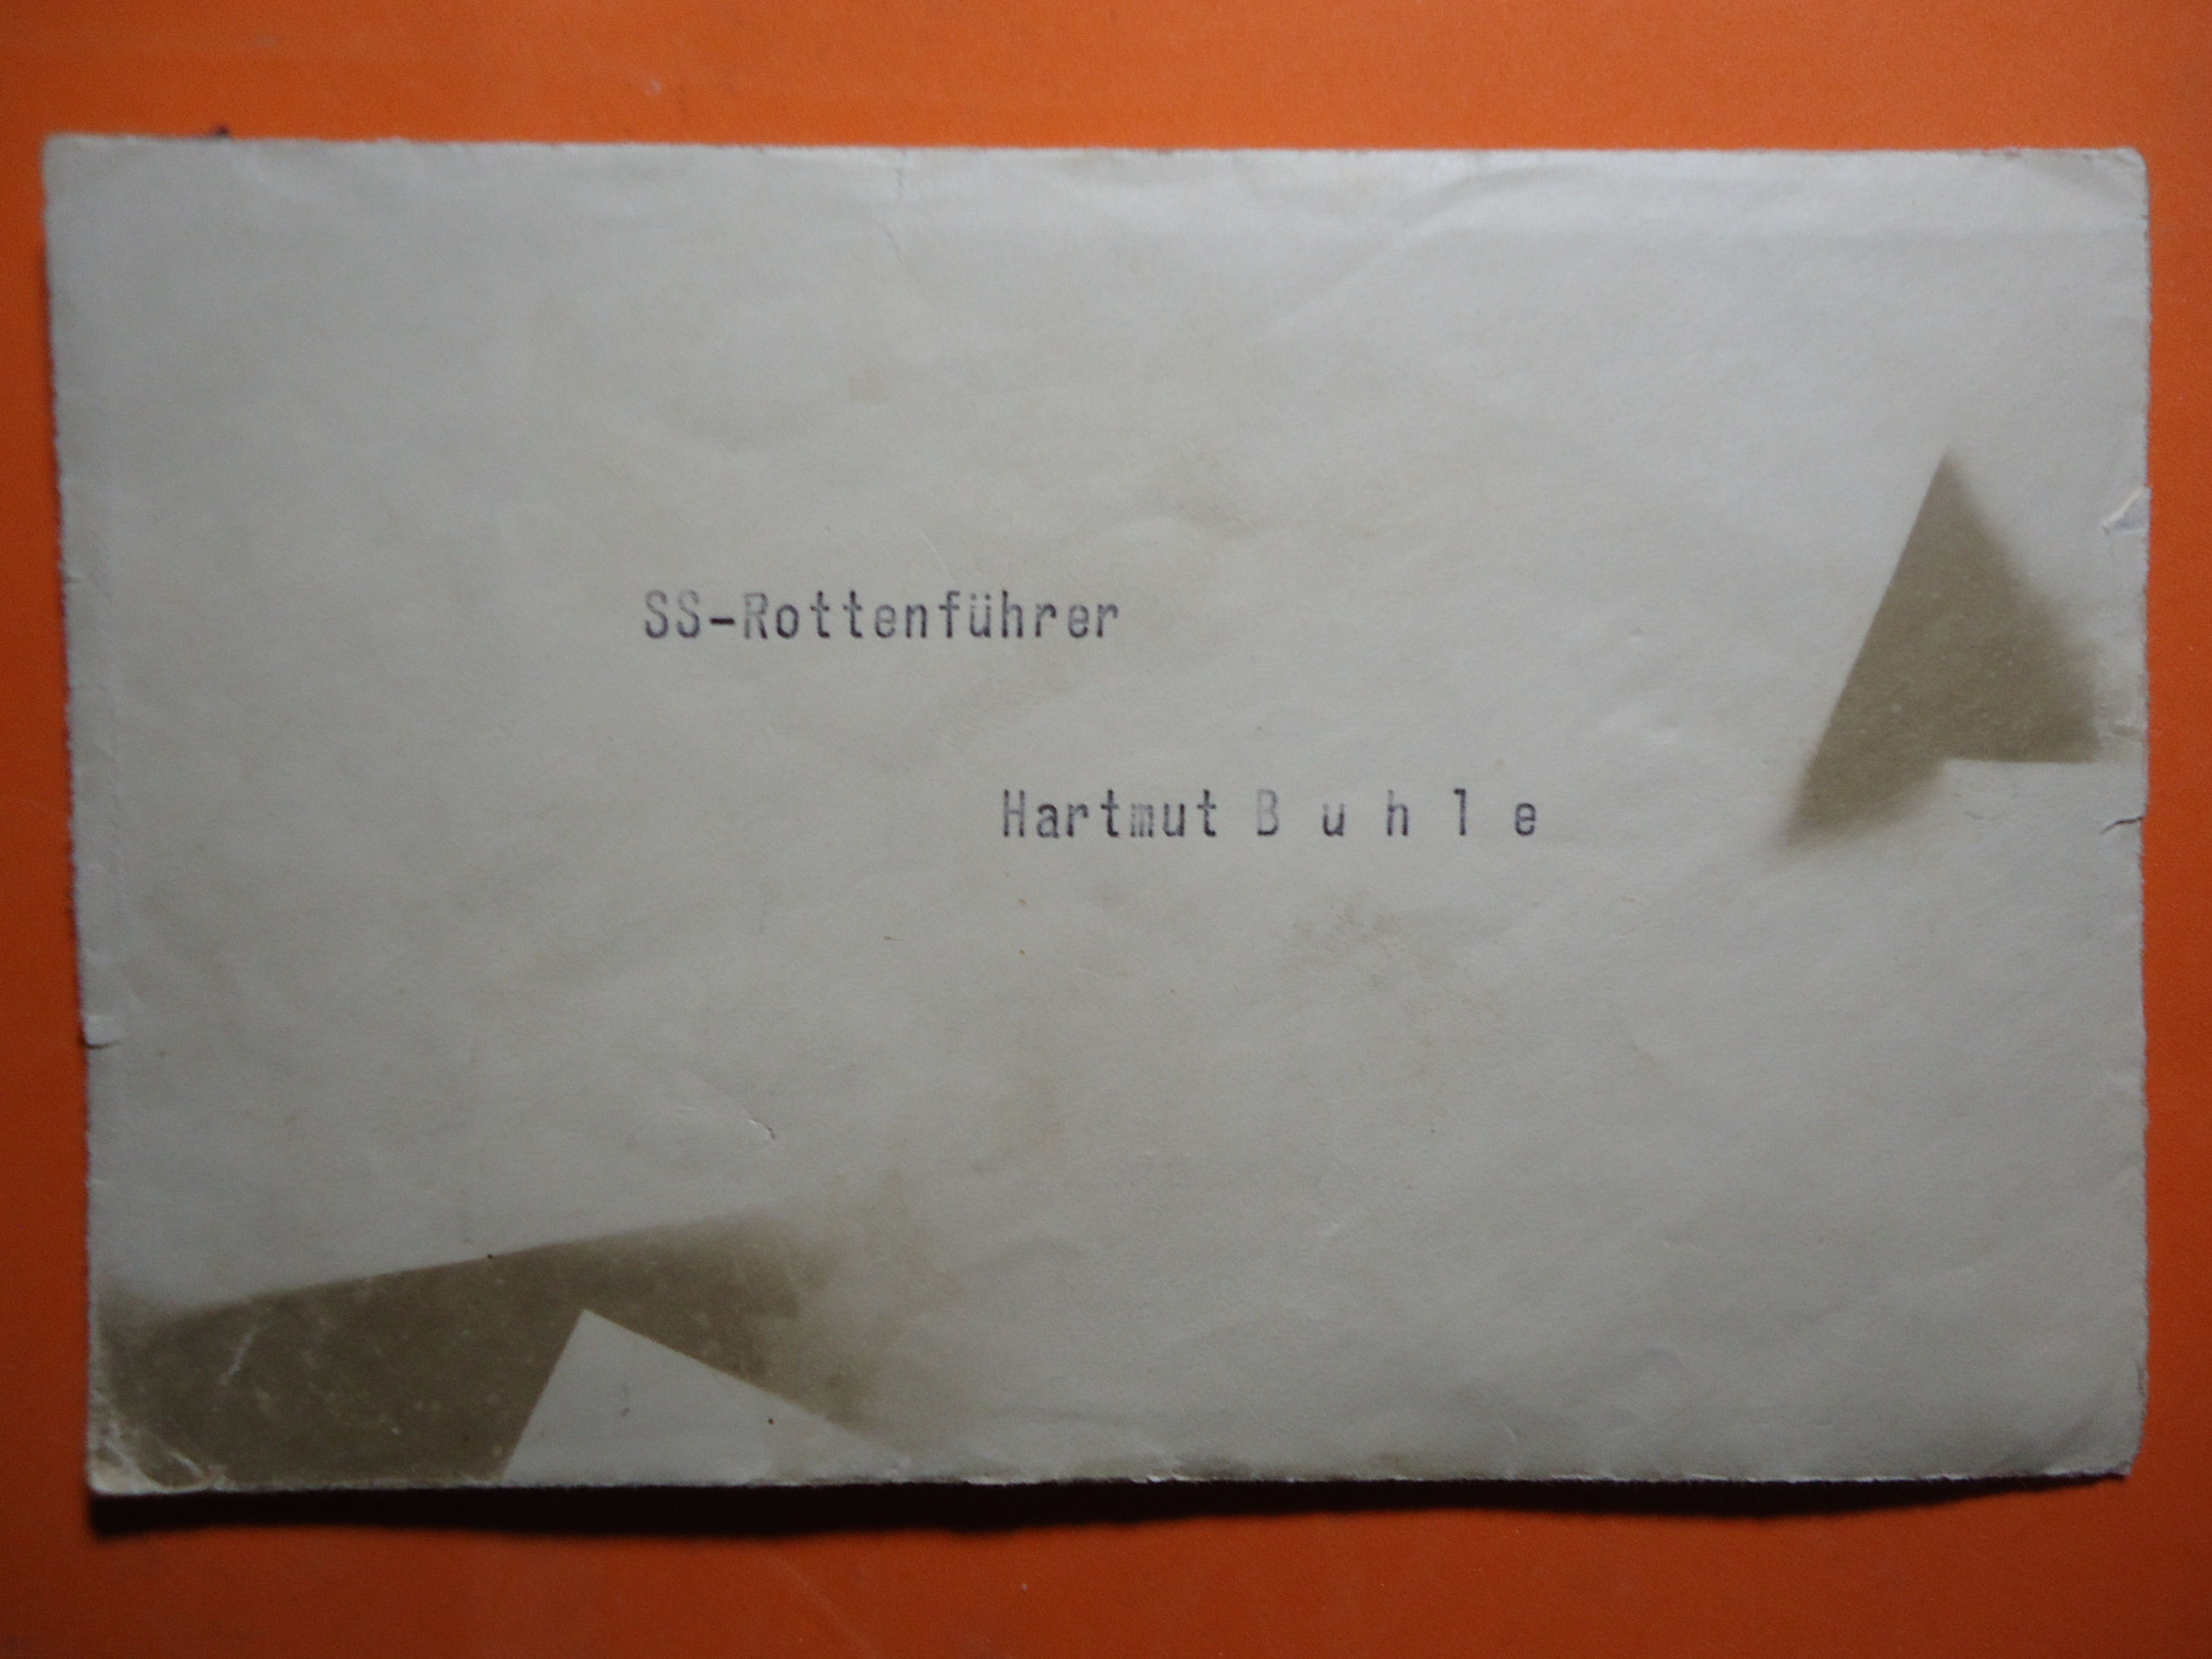 SS-Rottenführer
Hartmut B u h l e